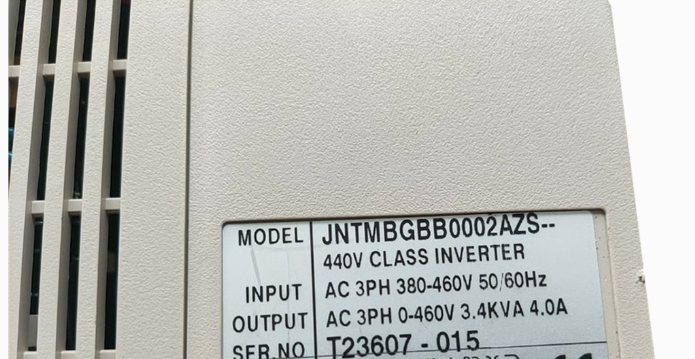 MODEL JNTMBGBB0002AZS--
440V CLASS INVERTER
INPUT AC 3PH 380-460V 50/60Hz
OUTPUT AC 3PH 0-460V 3.4KVA 4.0A
SER.NO T23607 - 015